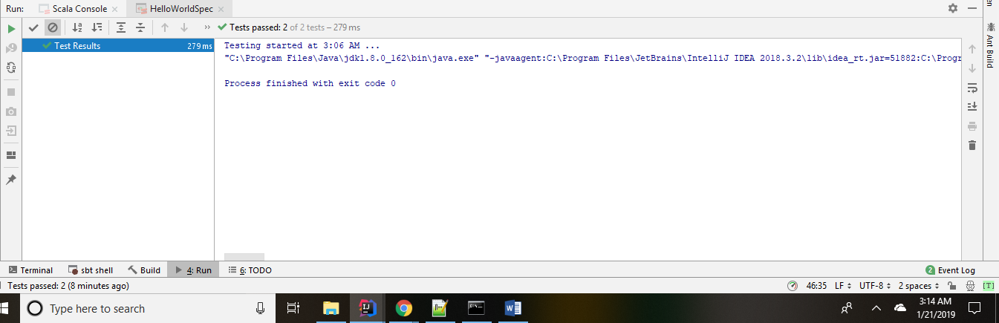 Run: Scala Console HelloWorldSpec
Tests passed: 2 of 2 tests – 279 ms
Test Results 279 ms
Testing started at 3:06 AM ...
"C:\Program Files\Java\jdk1.8.0_162\bin\java.exe" "-javaagent:C:\Program Files\JetBrains\IntelliJ IDEA 2018.3.2\lib\idea_rt.jar=51882:C:\Progr
Process finished with exit code 0
Ant Build
Terminal sbt shell Build 4: Run 6: TODO 2 Event Log
Tests passed: 2 (8 minutes ago) 46:35 LF UTF-8 2 spaces [T]
Type here to search
3:14 AM
1/21/2019